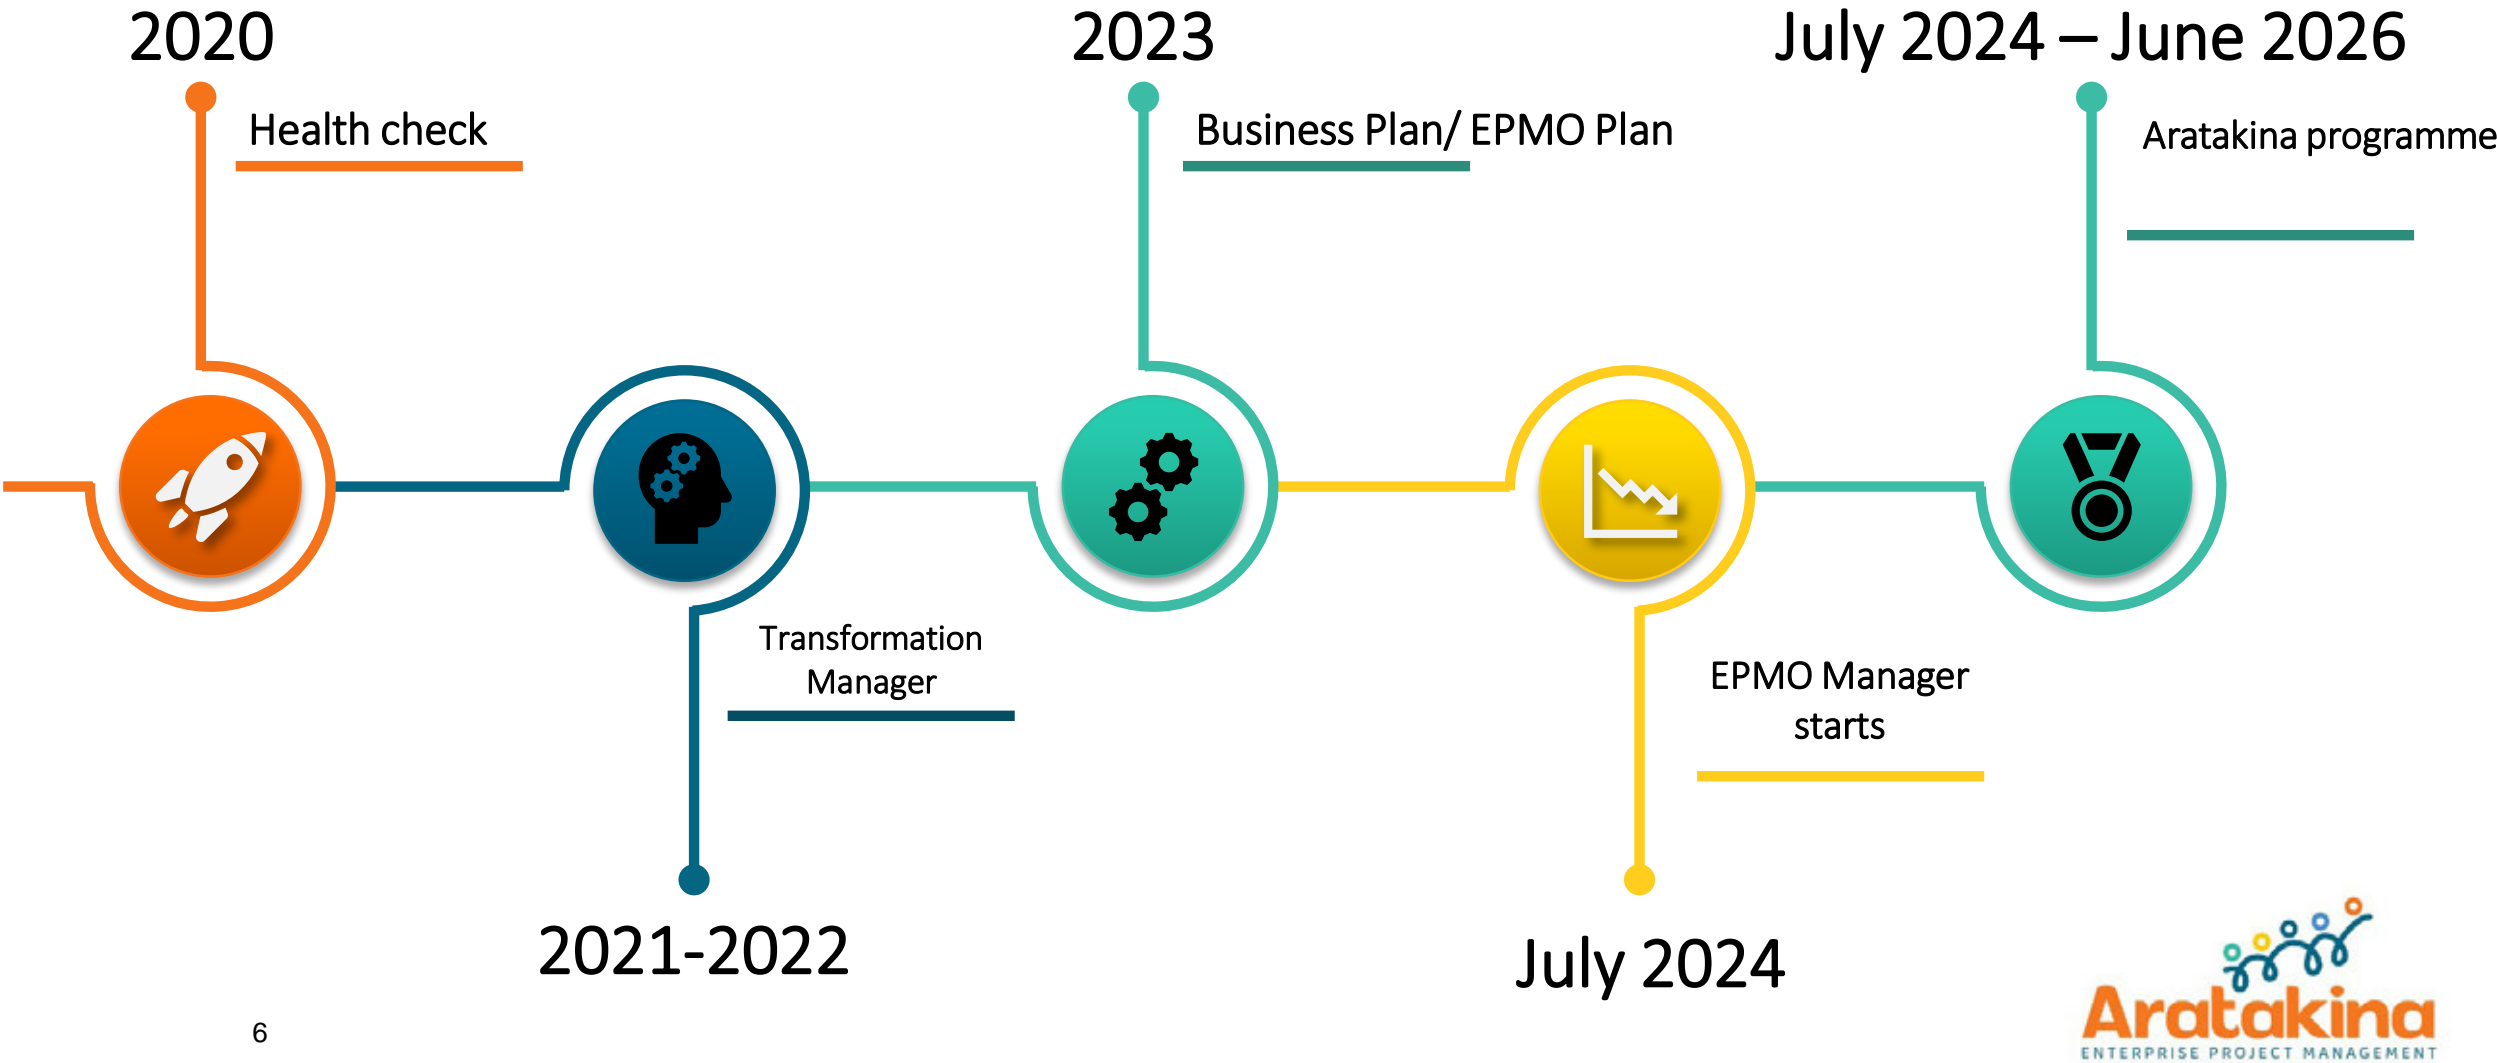 2020
Health check
2023
Business Plan/ EPMO Plan
July 2024 – June 2026
Aratakina programme
Transformation
Manager
2021-2022
EPMO Manager
starts
July 2024
6
Aratakina
ENTERPRISE PROJECT MANAGEMENT